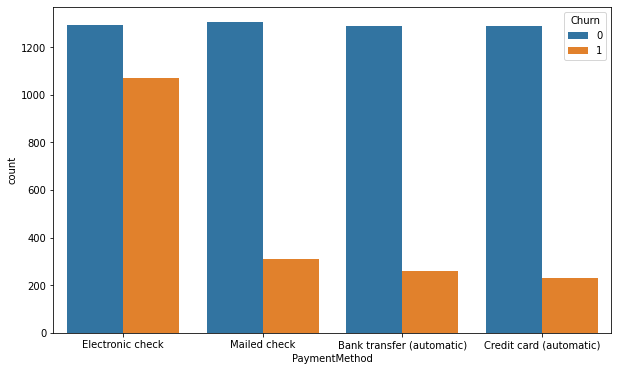 Churn
0
1
1200
1000
800
600
400
200
0
count
Electronic check
Mailed check
Bank transfer (automatic)
Credit card (automatic)
PaymentMethod